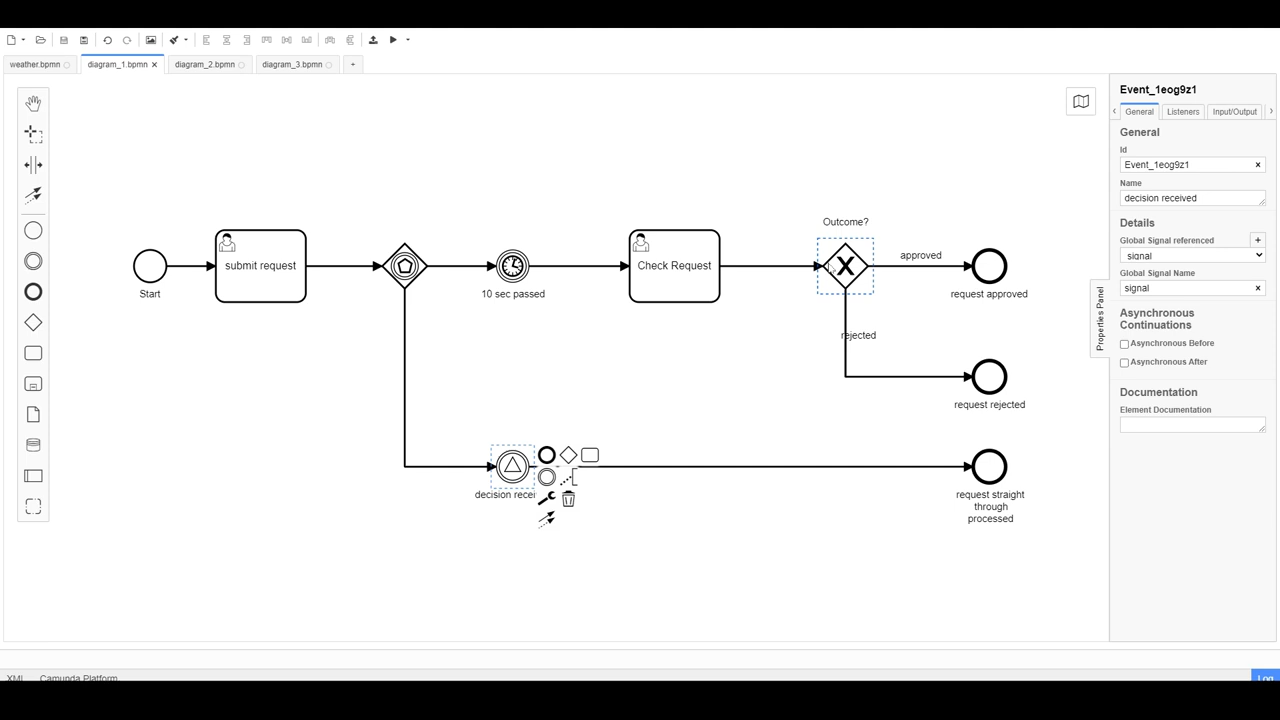 weather.bpmn
diagram_1.bpmn
diagram_2.bpmn
diagram_3.bpmn
+
Event_1eog9z1
General
Listeners
Input/Output
General
Id
Event_1eog9z1
Name
decision received
Details
Global Signal referenced
signal
Global Signal Name
signal
Asynchronous
Continuations
Asynchronous Before
Asynchronous After
Documentation
Element Documentation
Properties Panel
Outcome?
submit request
Check Request
approved
Start
10 sec passed
request approved
rejected
request rejected
decision recei
request straight
through
processed
XML
Camunda Platform
Log